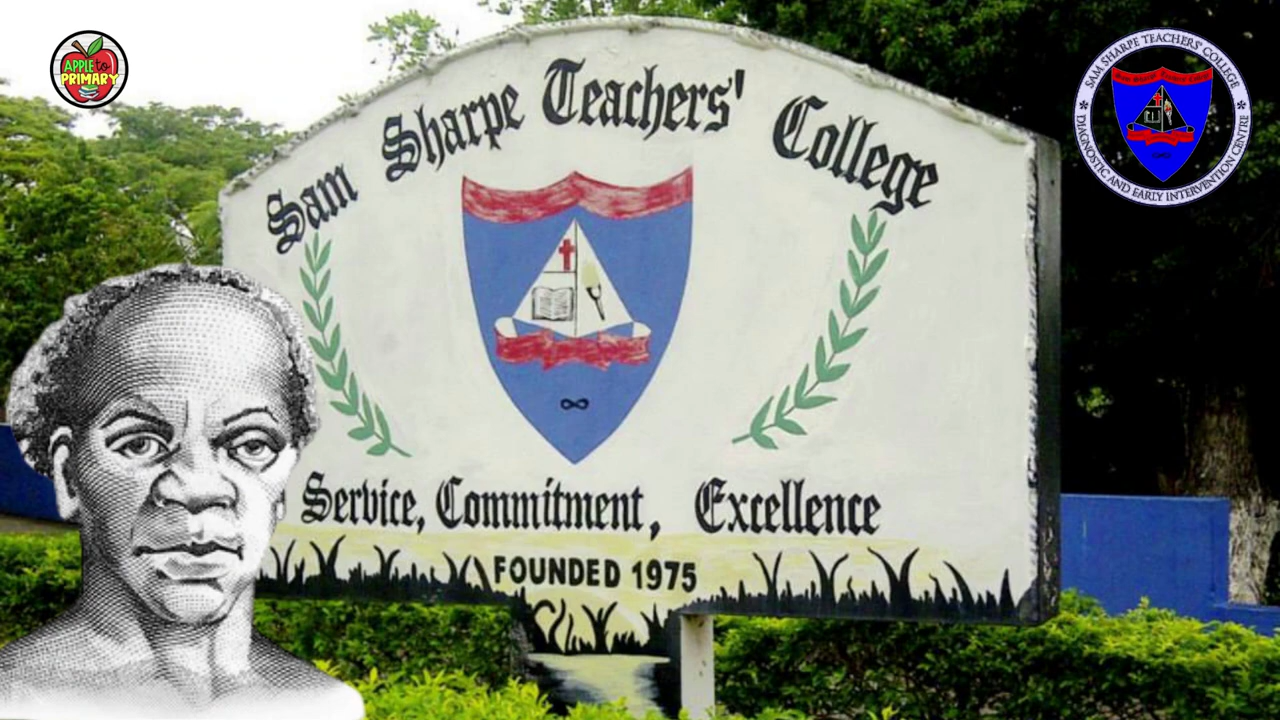 APPLE to
PRIMARY
SAM SHARPE TEACHERS' COLLEGE
DIAGNOSTIC AND EARLY INTERVENTION CENTRE
Sam Sharpe Teachers' College
Service, Commitment, Excellence
FOUNDED 1975